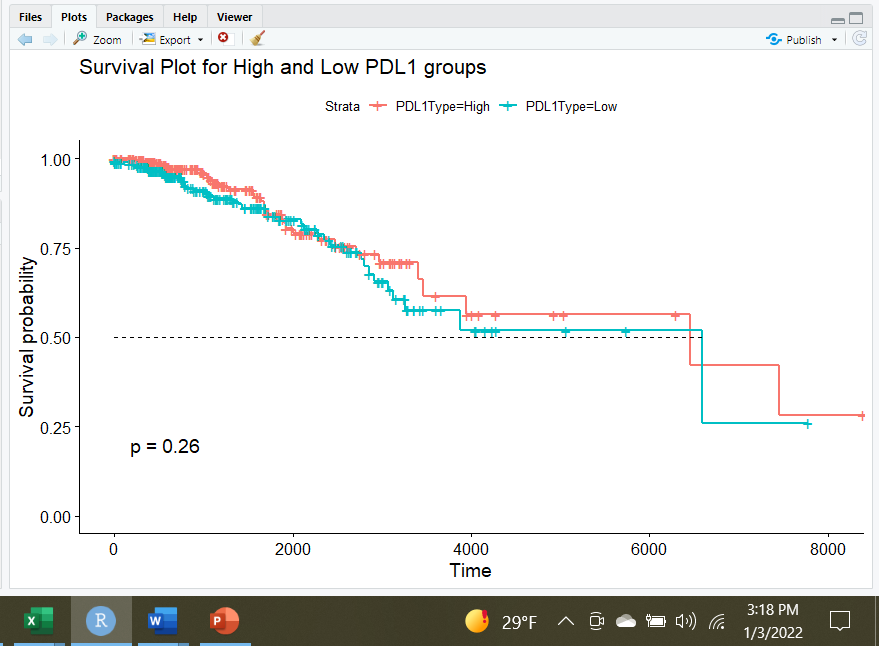 Files Plots Packages Help Viewer
Zoom Export Publish
Survival Plot for High and Low PDL1 groups
Strata PDL1Type=High PDL1Type=Low
1.00
0.75
0.50
0.25
0.00
Survival probability
p = 0.26
0 2000 4000 6000 8000
Time
X R W P 29°F 3:18 PM
1/3/2022